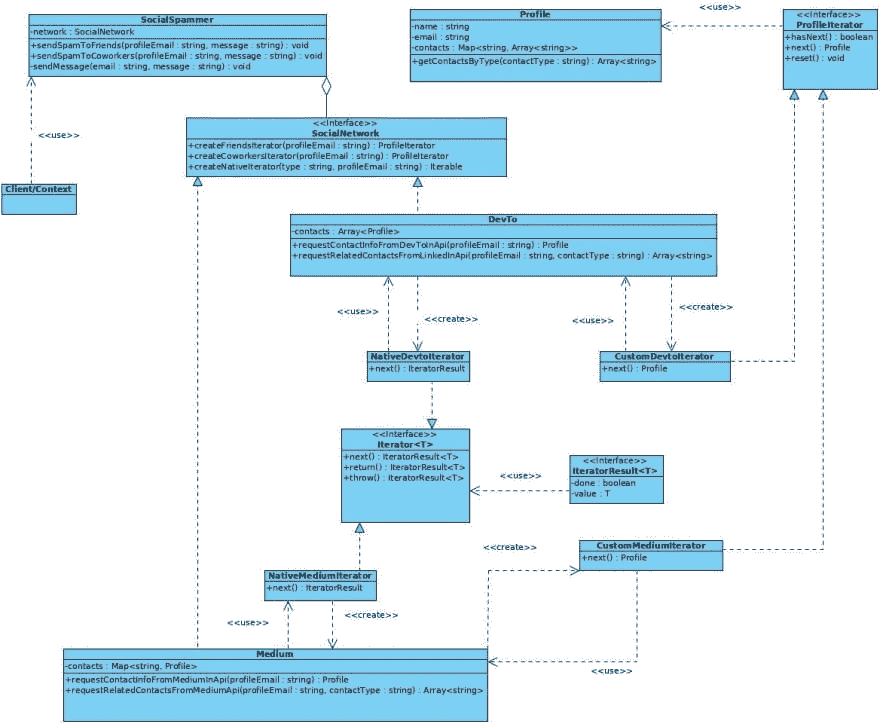 SocialSpammer
-network : SocialNetwork
+sendSpamToFriends(profileEmail : string, message : string) : void
+sendSpamToCoworkers(profileEmail : string, message : string) : void
-sendMessage(email : string, message : string) : void
Profile
-name : string
-email : string
-contacts : Map<string, Array<string>>
+getContactsByType(contactType : string) : Array<string>
<<use>>
<<Interface>>
ProfileIterator
+hasNext() : boolean
+next() : Profile
+reset() : void
<<use>>
Client/Context
<<Interface>>
SocialNetwork
+createFriendsIterator(profileEmail : string) : ProfileIterator
+createCoworkersIterator(profileEmail : string) : ProfileIterator
+createNativeIterator(type : string, profileEmail : string) : Iterable
DevTo
-contacts : Array<Profile>
+requestContactInfoFromDevToInApi(profileEmail : string) : Profile
+requestRelatedContactsFromLinkedInApi(profileEmail : string, contactType : string) : Array<string>
<<use>>
<<create>>
<<use>>
<<create>>
NativeDevtoIterator
+next() : IteratorResult
CustomDevtoIterator
+next() : Profile
<<Interface>>
Iterator<T>
+next() : IteratorResult<T>
+return() : IteratorResult<T>
+throw() : IteratorResult<T>
<<use>>
<<Interface>>
IteratorResult<T>
-done : boolean
-value : T
<<create>>
CustomMediumIterator
+next() : Profile
NativeMediumIterator
+next() : IteratorResult
<<use>>
<<create>>
Medium
-contacts : Map<string, Profile>
+requestContactInfoFromMediumInApi(profileEmail : string) : Profile
+requestRelatedContactsFromMediumApi(profileEmail : string, contactType : string) : Array<string>
<<use>>